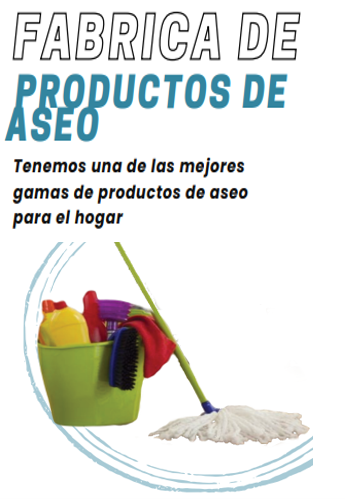 FABRICA DE
PRODUCTOS DE
ASEO
Tenemos una de las mejores
gamas de productos de aseo
para el hogar